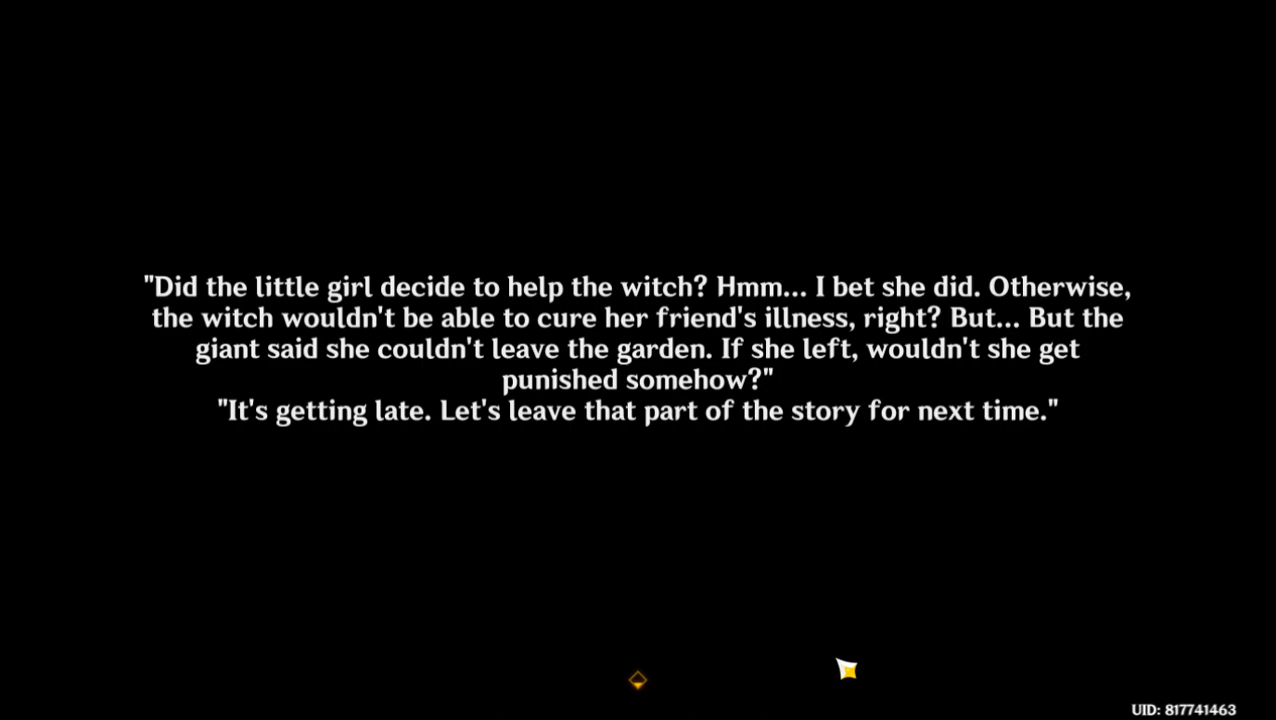 "Did the little girl decide to help the witch? Hmm... I bet she did. Otherwise,
the witch wouldn't be able to cure her friend's illness, right? But... But the
giant said she couldn't leave the garden. If she left, wouldn't she get
punished somehow?"
"It's getting late. Let's leave that part of the story for next time."
UID: 817741463